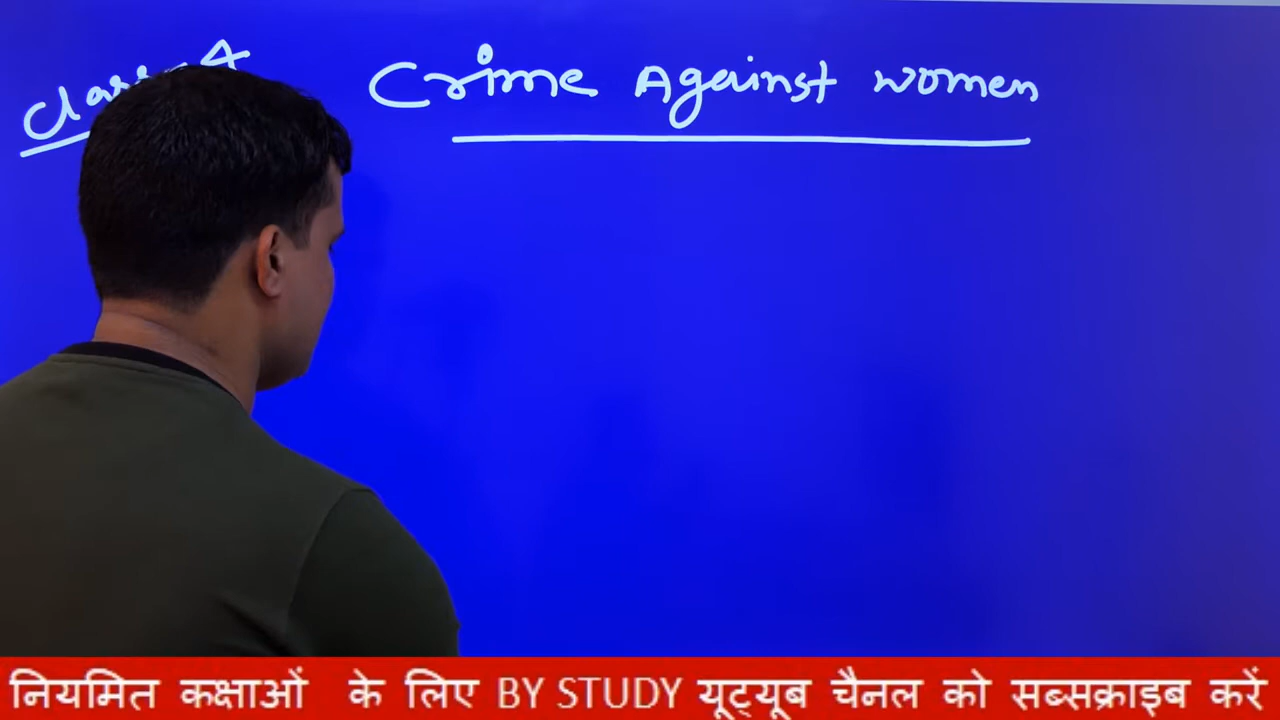 Crime Against women
नियमित कक्षाओं के लिए BY STUDY यूट्यूब चैनल को सब्सक्राइब करें